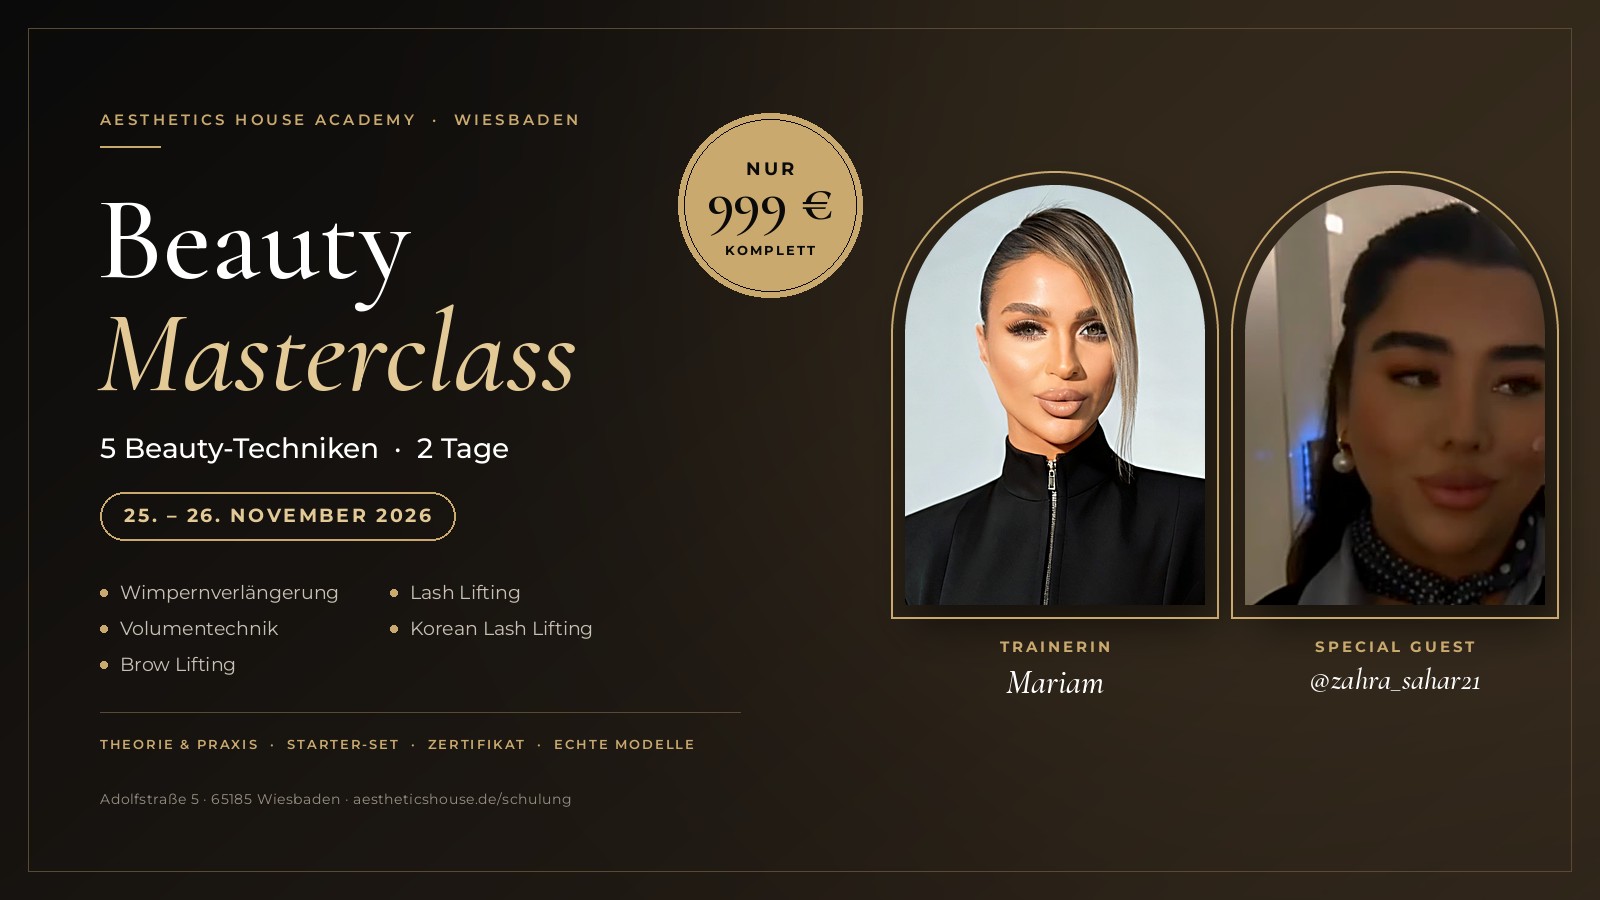 AESTHETICS HOUSE ACADEMY · WIESBADEN
Beauty
Masterclass
5 Beauty-Techniken · 2 Tage
25. – 26. NOVEMBER 2026
Wimpernverlängerung
Volumentechnik
Brow Lifting
Lash Lifting
Korean Lash Lifting
THEORIE & PRAXIS · STARTER-SET · ZERTIFIKAT · ECHTE MODELLE
Adolfstraße 5 · 65185 Wiesbaden · aestheticshouse.de/schulung
NUR
999 €
KOMPLETT
TRAINERIN
Mariam
SPECIAL GUEST
@zahra_sahar21